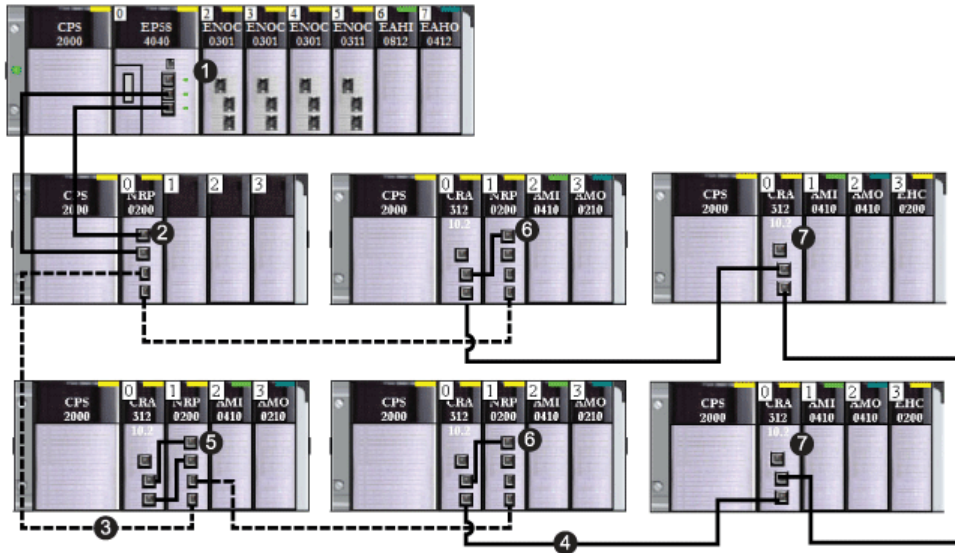 0 2 3 4 5 6 7
CPS EP5S ENOC ENOC ENOC ENOC EAHI EAHO
2000 4040 0301 0301 0301 0311 0812 0412
1
0 1 2 3
CPS NRP
2000 0200
2
0 1 2 3
CPS CRA NRP AMI AMO
2000 312 0200 0410 0210
10.2
6
0 1 2 3
CPS CRA AMI AMO EHC
2000 312 0410 0410 0200
10.2
7
0 1 2 3
CPS CRA NRP AMI AMO
2000 312 0200 0410 0210
10.2
5
0 1 2 3
CPS CRA NRP AMI AMO
2000 312 0200 0410 0210
10.2
6
0 1 2 3
CPS CRA AMI AMO EHC
2000 312 0410 0410 0200
10.2
7
3
4